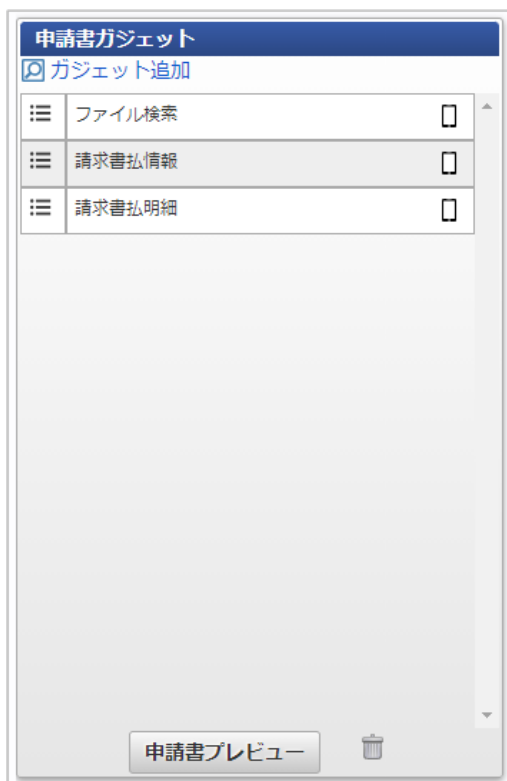 申請書ガジェット
ガジェット追加
ファイル検索
請求書払情報
請求書払明細
申請書プレビュー